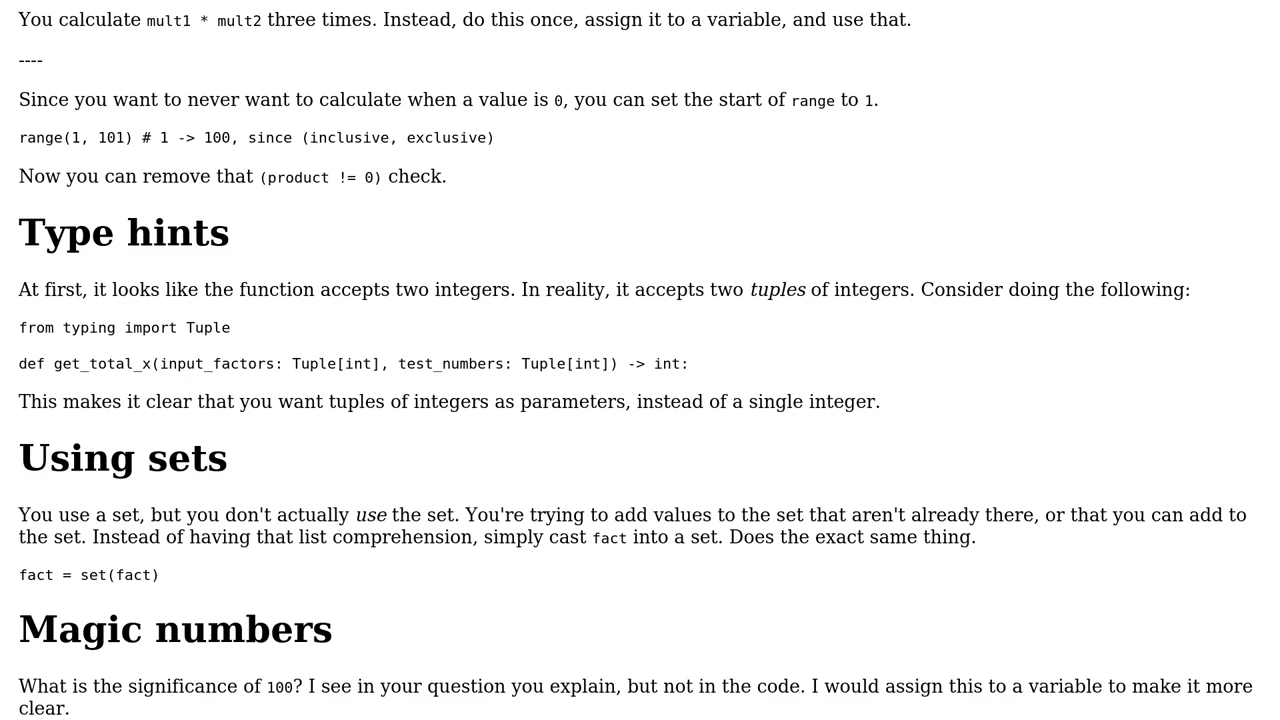 You calculate mult1 * mult2 three times. Instead, do this once, assign it to a variable, and use that.
----
Since you want to never want to calculate when a value is 0, you can set the start of range to 1.
range(1, 101) # 1 -> 100, since (inclusive, exclusive)
Now you can remove that (product != 0) check.
Type hints
At first, it looks like the function accepts two integers. In reality, it accepts two tuples of integers. Consider doing the following:
from typing import Tuple
def get_total_x(input_factors: Tuple[int], test_numbers: Tuple[int]) -> int:
This makes it clear that you want tuples of integers as parameters, instead of a single integer.
Using sets
You use a set, but you don't actually use the set. You're trying to add values to the set that aren't already there, or that you can add to
the set. Instead of having that list comprehension, simply cast fact into a set. Does the exact same thing.
fact = set(fact)
Magic numbers
What is the significance of 100? I see in your question you explain, but not in the code. I would assign this to a variable to make it more
clear.